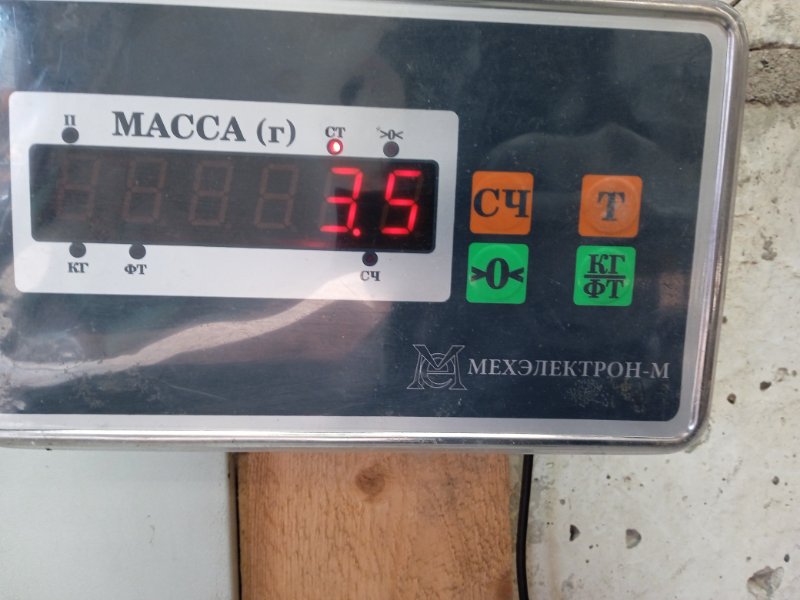 МАССА (г)
П
СТ
>0<
3.5
КГ
ФТ
СЧ
СЧ
Т
>0<
КГ
ФТ
МЕХЭЛЕКТРОН-М